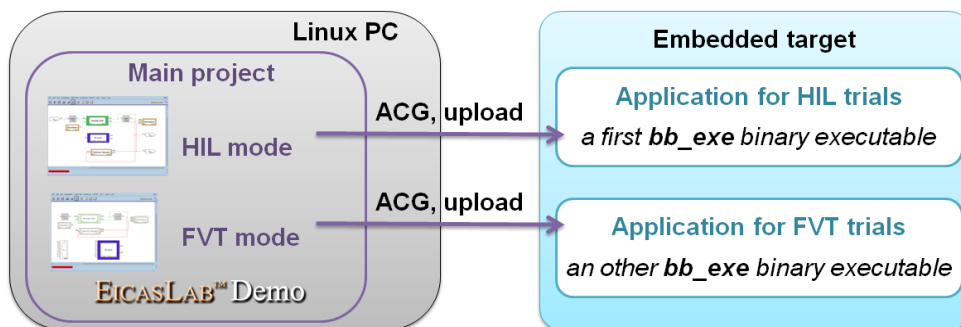 Linux PC
Main project
HIL mode
FVT mode
EICASLAB™ Demo
ACG, upload
ACG, upload
Embedded target
Application for HIL trials
a first bb_exe binary executable
Application for FVT trials
an other bb_exe binary executable